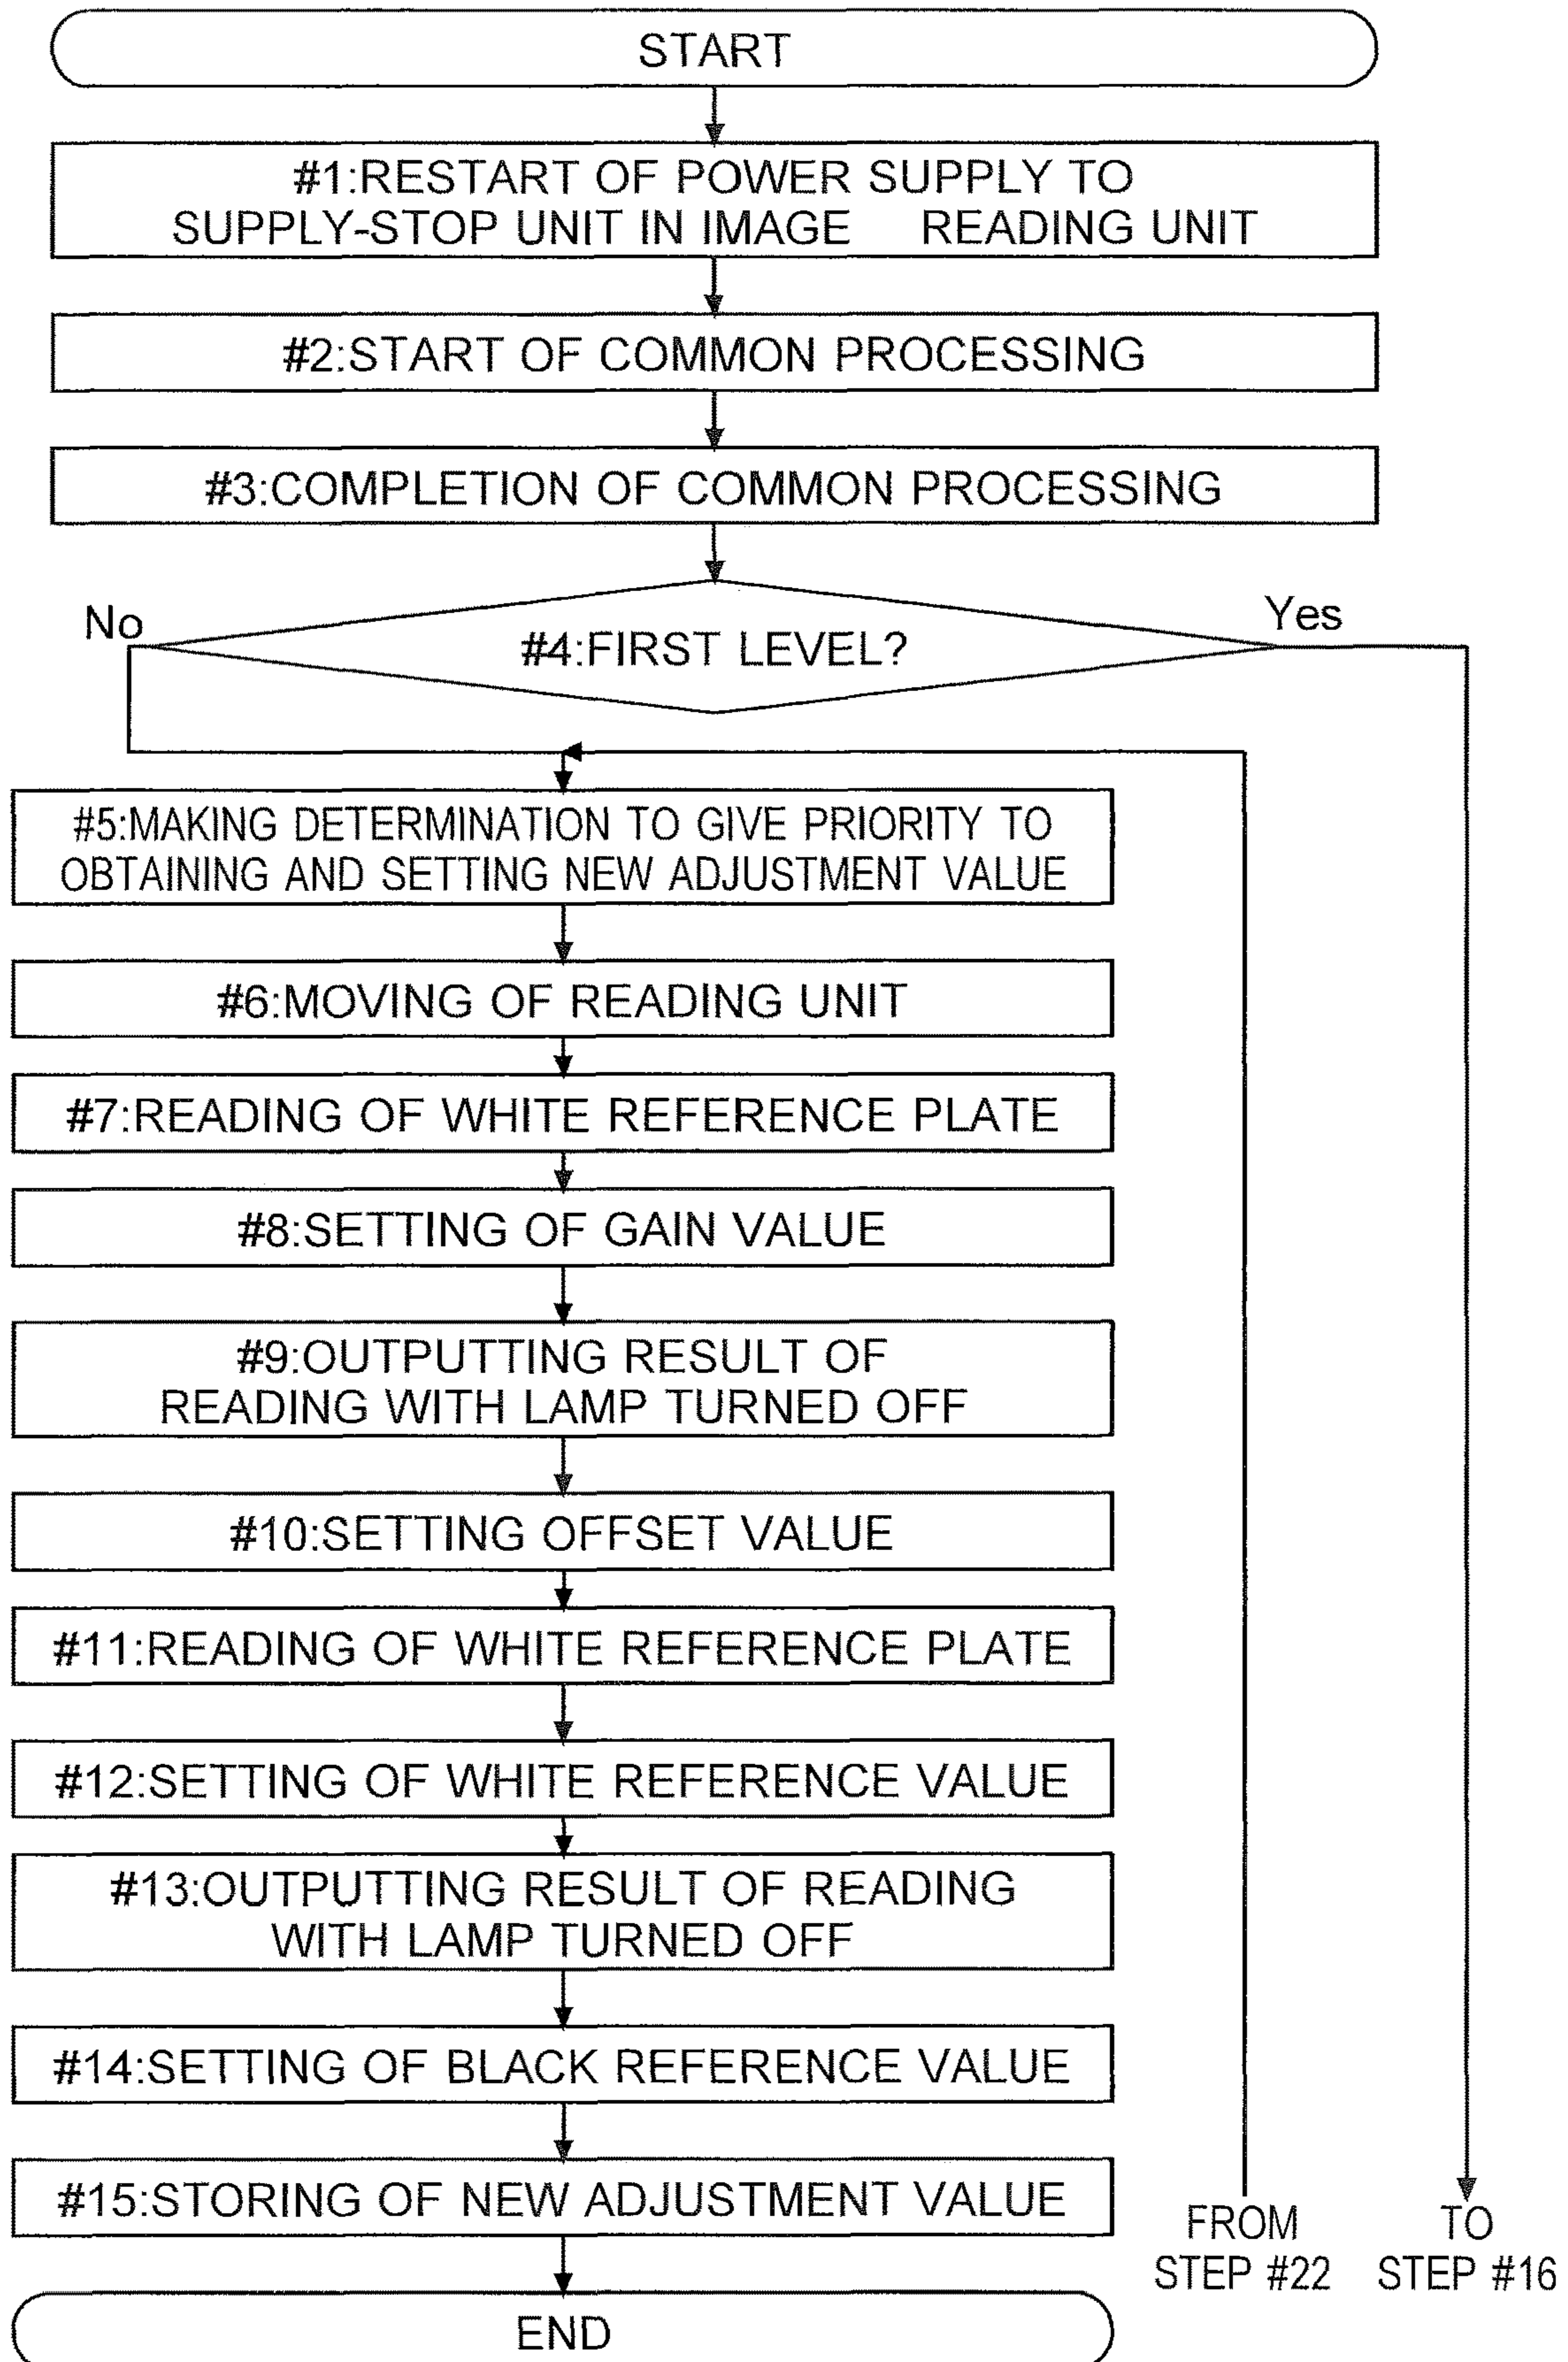 START
#1:RESTART OF POWER SUPPLY TO
SUPPLY-STOP UNIT IN IMAGE READING UNIT
#2:START OF COMMON PROCESSING
#3:COMPLETION OF COMMON PROCESSING
No
#4:FIRST LEVEL?
Yes
#5:MAKING DETERMINATION TO GIVE PRIORITY TO
OBTAINING AND SETTING NEW ADJUSTMENT VALUE
#6:MOVING OF READING UNIT
#7:READING OF WHITE REFERENCE PLATE
#8:SETTING OF GAIN VALUE
#9:OUTPUTTING RESULT OF
READING WITH LAMP TURNED OFF
#10:SETTING OFFSET VALUE
#11:READING OF WHITE REFERENCE PLATE
#12:SETTING OF WHITE REFERENCE VALUE
#13:OUTPUTTING RESULT OF READING
WITH LAMP TURNED OFF
#14:SETTING OF BLACK REFERENCE VALUE
#15:STORING OF NEW ADJUSTMENT VALUE
FROM
STEP #22
TO
STEP #16
END